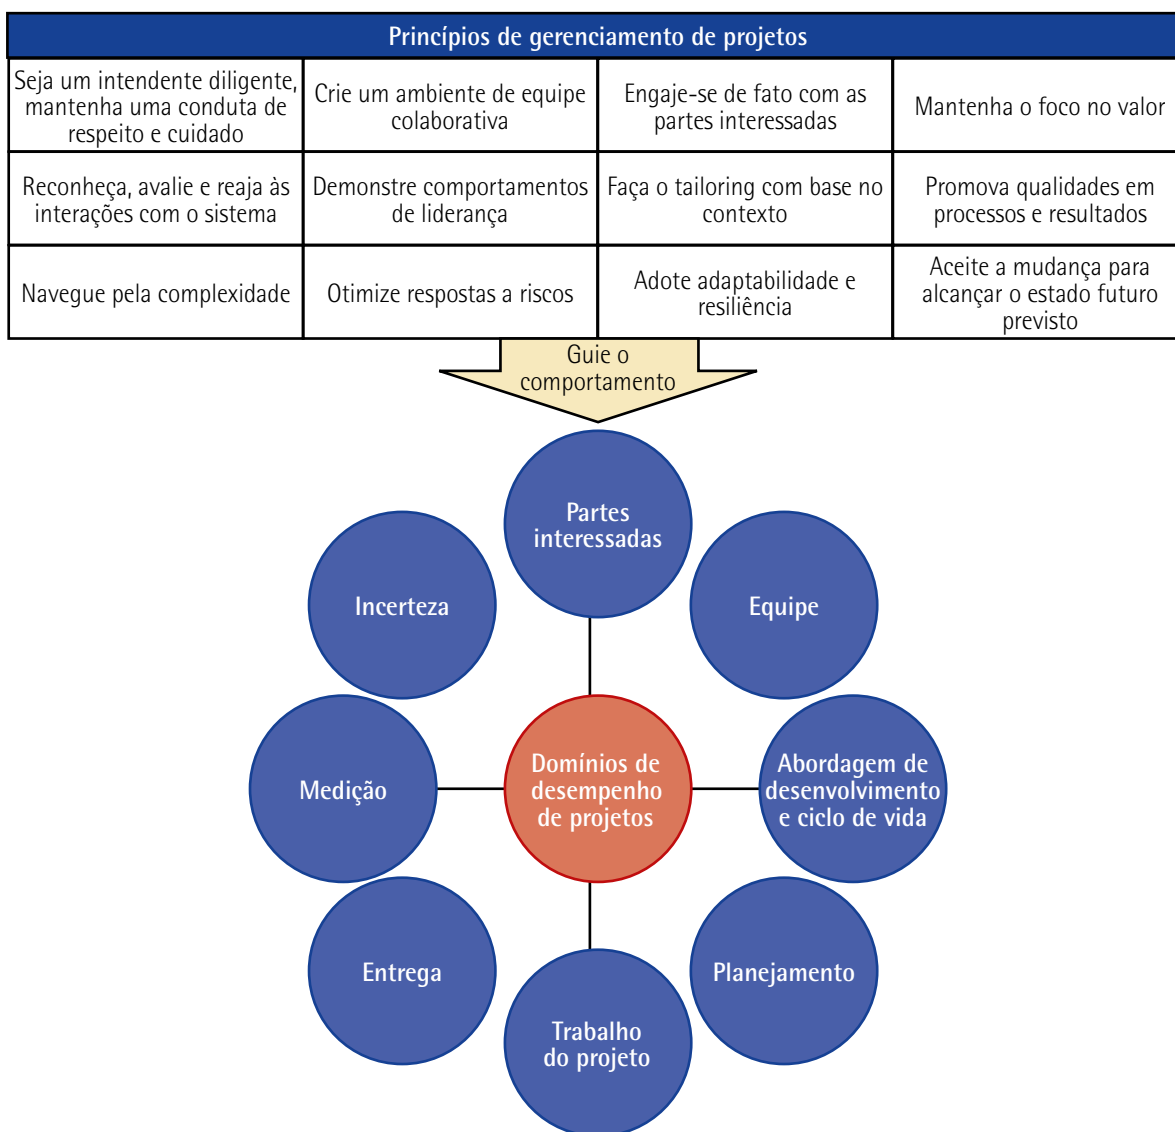 Princípios de gerenciamento de projetos
Seja um intendente diligente,
mantenha uma conduta de
respeito e cuidado
Crie um ambiente de equipe
colaborativa
Engaje-se de fato com as
partes interessadas
Mantenha o foco no valor
Reconheça, avalie e reaja às
interações com o sistema
Demonstre comportamentos
de liderança
Faça o tailoring com base no
contexto
Promova qualidades em
processos e resultados
Navegue pela complexidade
Otimize respostas a riscos
Adote adaptabilidade e
resiliência
Aceite a mudança para
alcançar o estado futuro
previsto
Guie o
comportamento
Partes
interessadas
Incerteza
Equipe
Medição
Domínios de
desempenho
de projetos
Abordagem de
desenvolvimento
e ciclo de vida
Entrega
Planejamento
Trabalho
do projeto